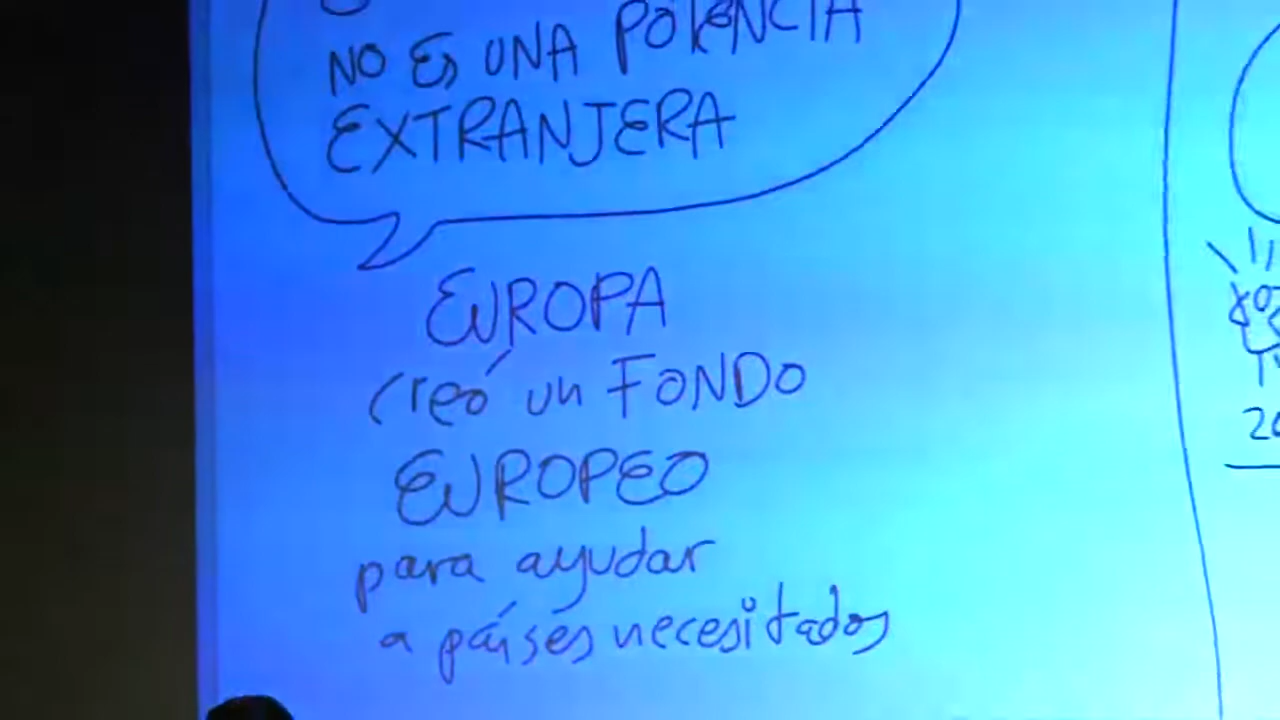 NO ES UNA POTENCIA
EXTRANJERA
EUROPA
creó un FONDO
EUROPEO
para ayudar
a países necesitados